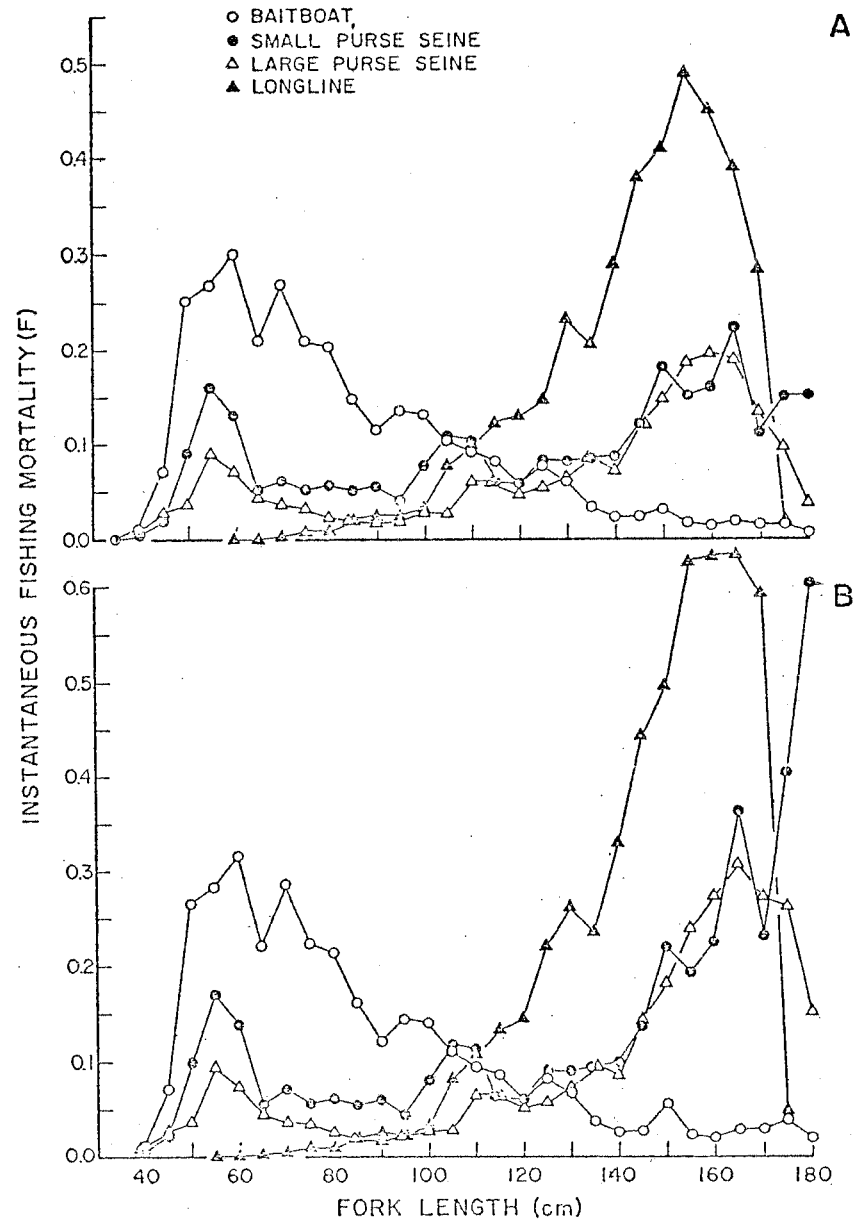 BAITBOAT
SMALL PURSE SEINE
LARGE PURSE SEINE
LONGLINE
A
0.5
0.4
0.3
0.2
0.1
0.0
B
0.6
0.5
0.4
0.3
0.2
0.1
0.0
40 60 80 100 120 140 160 180
FORK LENGTH (cm)
INSTANTANEOUS FISHING MORTALITY (F)